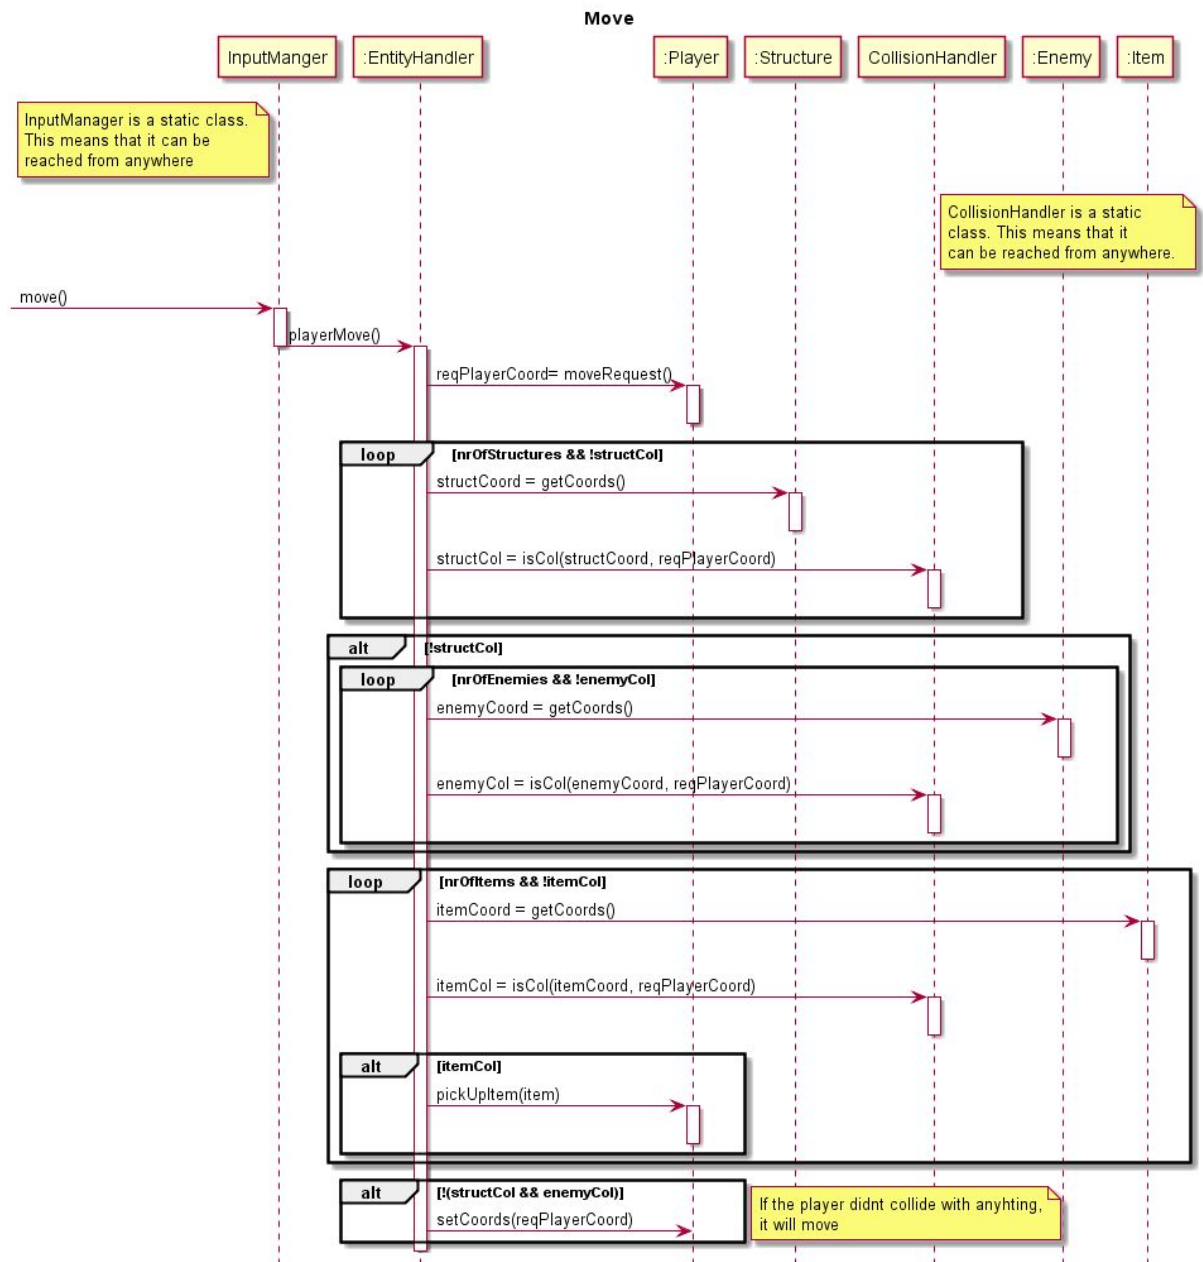 Move
InputManger
:EntityHandler
:Player
:Structure
CollisionHandler
:Enemy
:Item
InputManager is a static class.
This means that it can be
reached from anywhere
CollisionHandler is a static
class. This means that it
can be reached from anywhere.
move()
playerMove()
reqPlayerCoord= moveRequest()
loop [nrOfStructures && !structCol]
structCoord = getCoords()
structCol = isCol(structCoord, reqPlayerCoord)
alt [!structCol]
loop [nrOfEnemies && !enemyCol]
enemyCoord = getCoords()
enemyCol = isCol(enemyCoord, reqPlayerCoord)
loop [nrOfItems && !itemCol]
itemCoord = getCoords()
itemCol = isCol(itemCoord, reqPlayerCoord)
alt [itemCol]
pickUpItem(item)
alt [!(structCol && enemyCol)]
setCoords(reqPlayerCoord)
If the player didnt collide with anyhting,
it will move